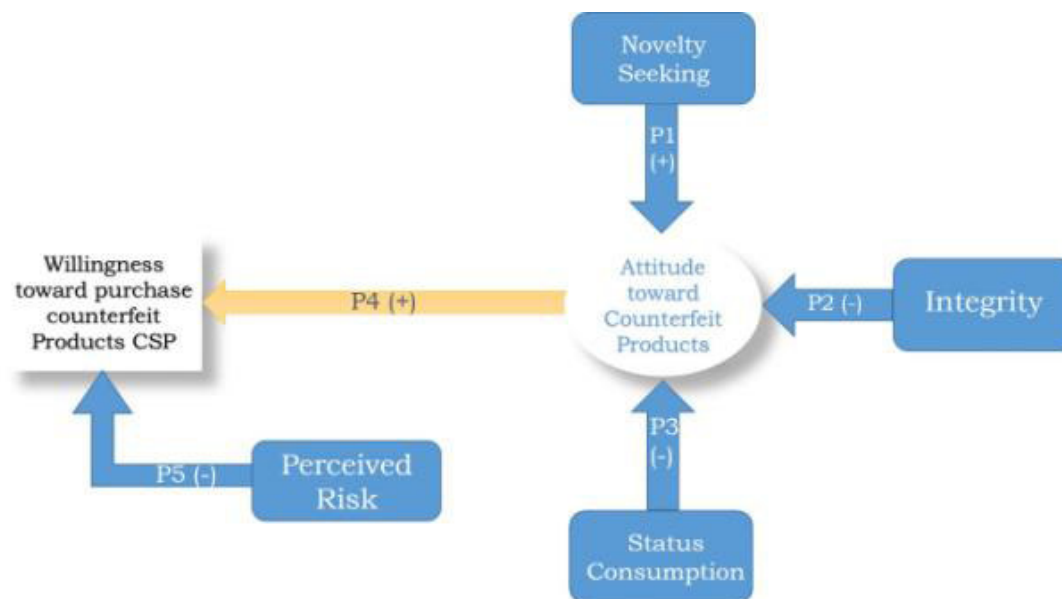 Novelty
Seeking
P1
(+)
Willingness
toward purchase
counterfeit
Products CSP
P4 (+)
Attitude
toward
Counterfeit
Products
P2 (-)
Integrity
P3
(-)
P5 (-)
Perceived
Risk
Status
Consumption